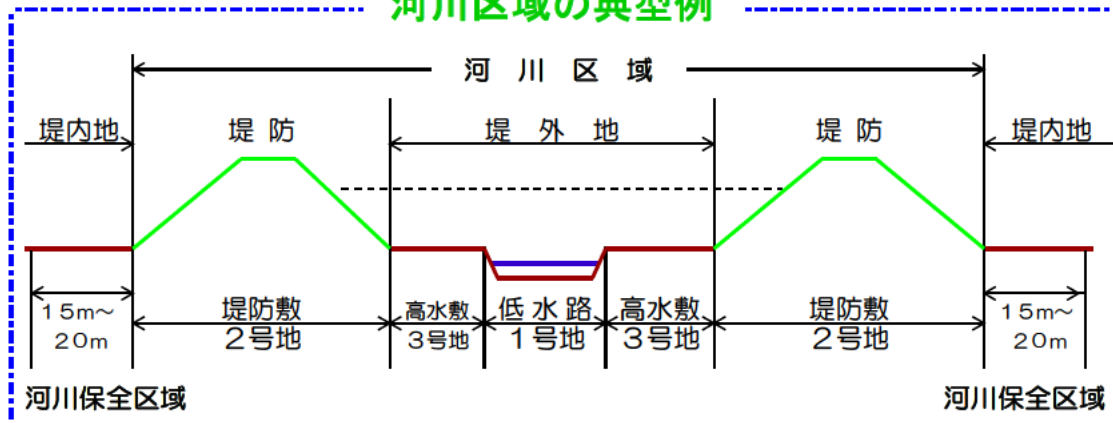 河川区域の典型例
河川区域
堤内地
堤防
堤外地
堤防
堤内地
15m~
20m
堤防敷
2号地
高水敷
3号地
低水路
1号地
高水敷
3号地
堤防敷
2号地
15m~
20m
河川保全区域
河川保全区域